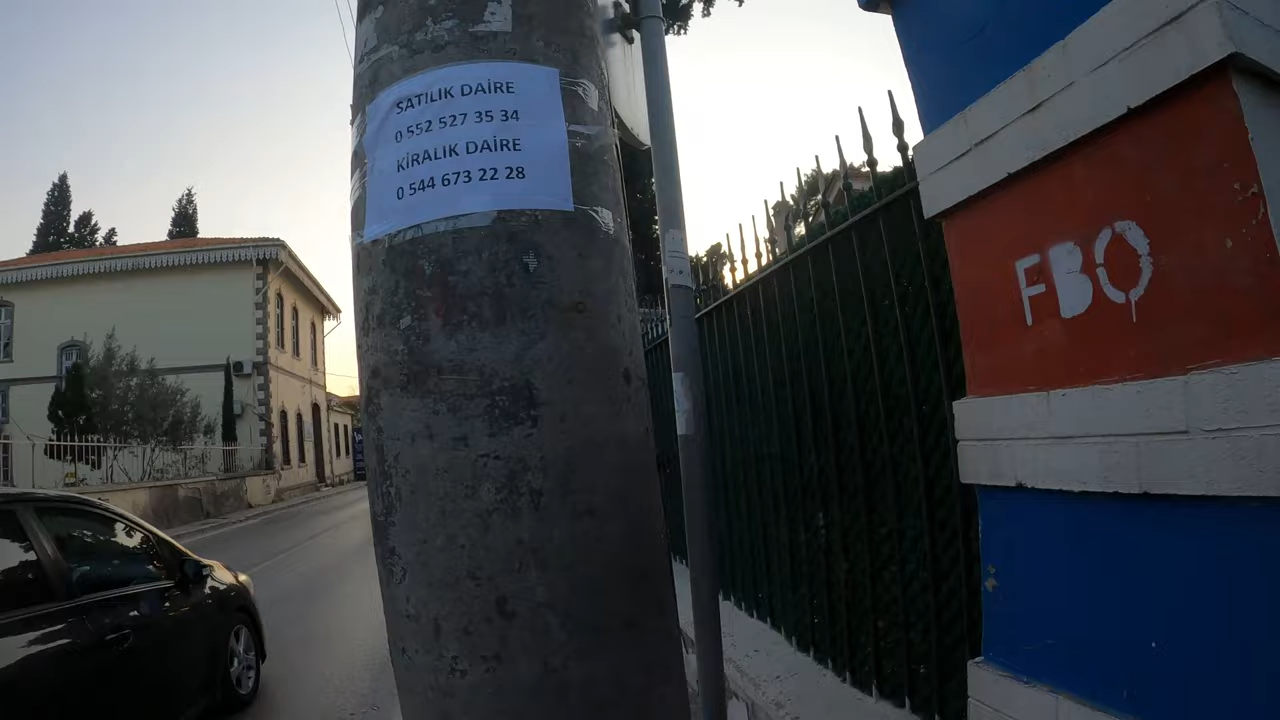 SATILIK DAİRE
0 552 527 35 34
KİRALIK DAİRE
0 544 673 22 28
FBO